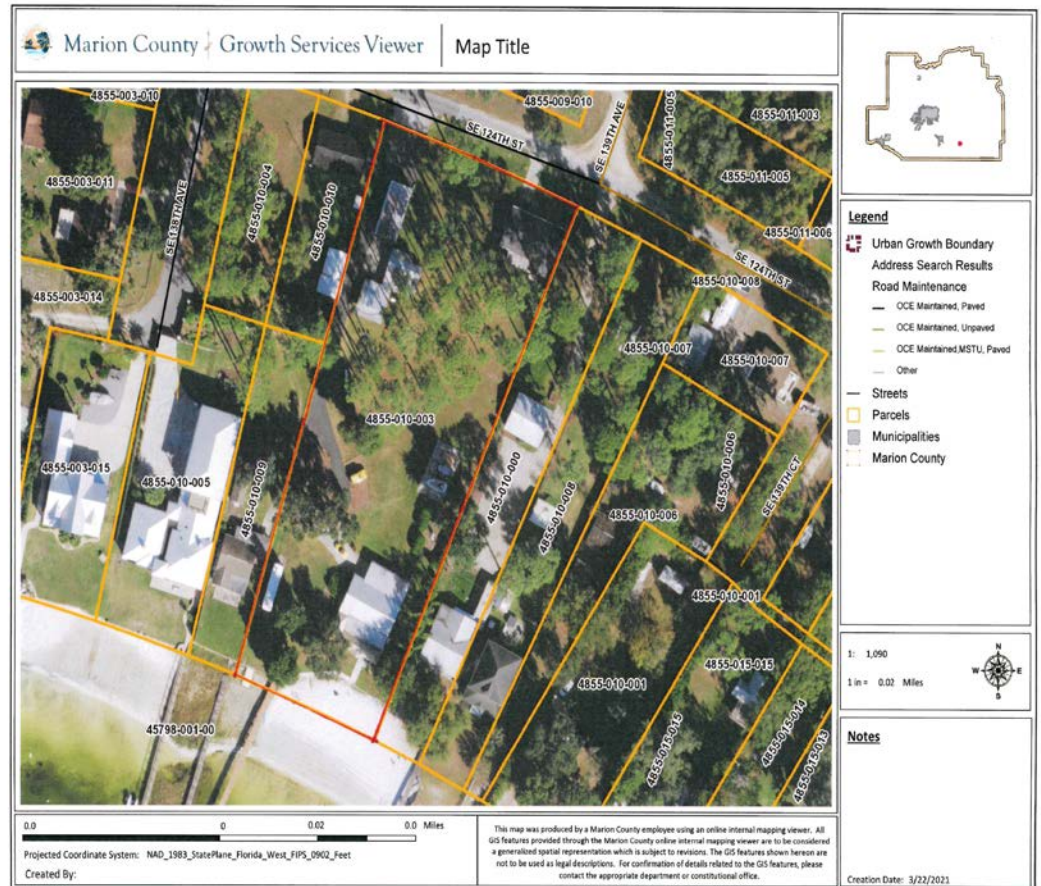 Marion County Growth Services Viewer
Map Title
4855-003-010
4855-009-010
SE 124TH ST
SE 139TH AVE
4855-011-005
4855-011-003
4855-003-011
4855-010-004
4855-010-010
4855-011-005
SE 138TH AVE
4855-011-006
SE 124TH ST
4855-003-014
4855-010-008
4855-010-007
4855-010-007
4855-010-003
4855-003-015
4855-010-005
4855-010-009
4855-010-000
4855-010-008
4855-010-006
4855-010-006
SE 139TH CT
4855-010-001
4855-015-015
4855-010-001
45798-001-00
4855-015-015
4855-015-014
4855-015-013
Legend
Urban Growth Boundary
Address Search Results
Road Maintenance
OCE Maintained, Paved
OCE Maintained, Unpaved
OCE Maintained,MSTU, Paved
Other
Streets
Parcels
Municipalities
Marion County
1: 1,090
1 in = 0.02 Miles
N
W E
S
Notes
0.0 0 0.02 0.0 Miles
Projected Coordinate System: NAD_1983_StatePlane_Florida_West_FIPS_0902_Feet
Created By:
This map was produced by a Marion County employee using an online internal mapping viewer. All
GIS features provided through the Marion County online internal mapping viewer are to be considered
a generalized spatial representation which is subject to revisions. The GIS features shown hereon are
not to be used as legal descriptions. For confirmation of details related to the GIS features, please
contact the appropriate department or constitutional office.
Creation Date: 3/22/2021